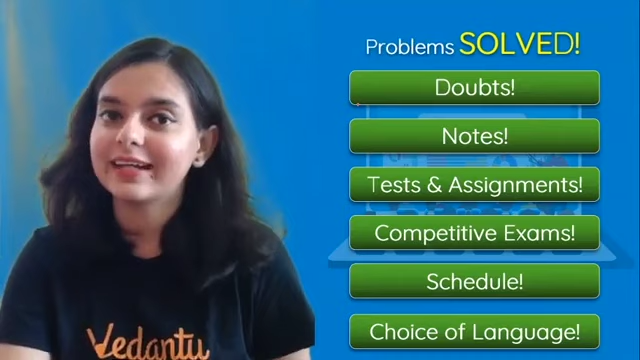 Problems SOLVED!
Doubts!
Notes!
Tests & Assignments!
Competitive Exams!
Schedule!
Choice of Language!
Vedantu